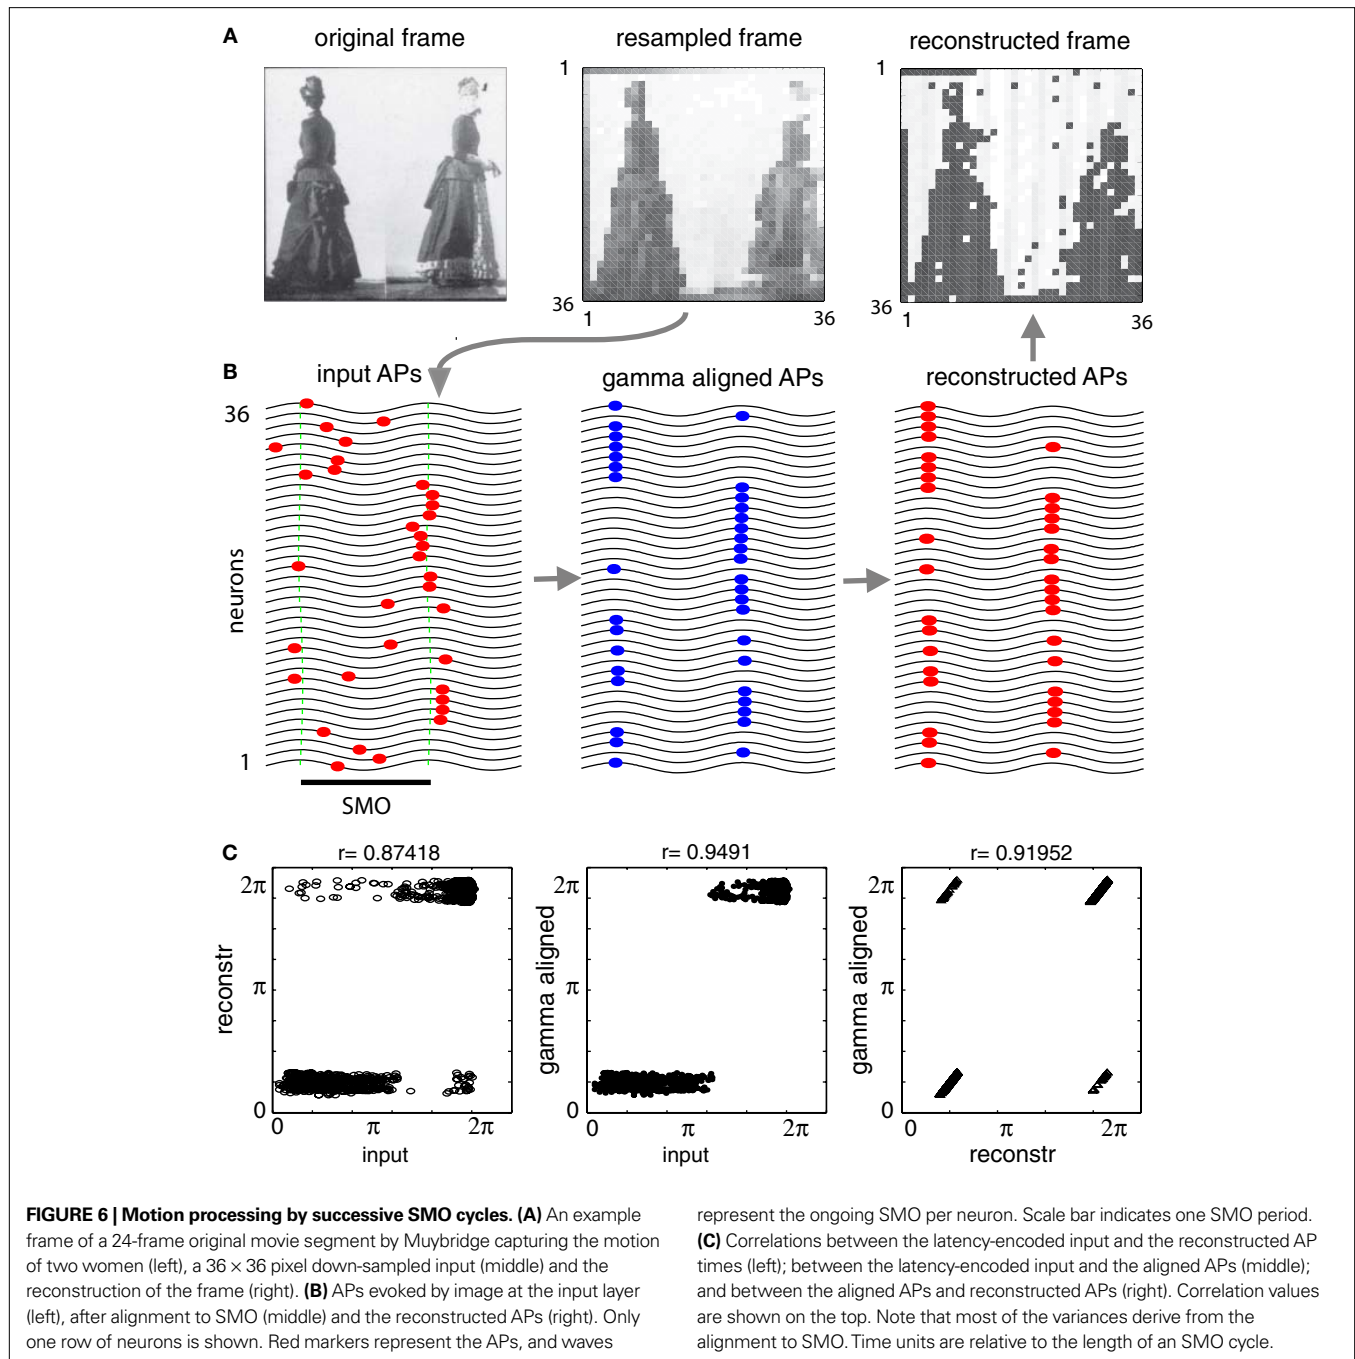 A
original frame
resampled frame
reconstructed frame
1
36
1
36
1
36
1
36
B
input APs
gamma aligned APs
reconstructed APs
36
neurons
1
SMO
C
r= 0.87418
2π
π
0
reconstr
0
π
2π
input
r= 0.9491
2π
π
0
gamma aligned
0
π
2π
input
r= 0.91952
2π
π
0
gamma aligned
0
π
2π
reconstr
FIGURE 6 | Motion processing by successive SMO cycles. (A) An example
frame of a 24-frame original movie segment by Muybridge capturing the motion
of two women (left), a 36 × 36 pixel down-sampled input (middle) and the
reconstruction of the frame (right). (B) APs evoked by image at the input layer
(left), after alignment to SMO (middle) and the reconstructed APs (right). Only
one row of neurons is shown. Red markers represent the APs, and waves
represent the ongoing SMO per neuron. Scale bar indicates one SMO period.
(C) Correlations between the latency-encoded input and the reconstructed AP
times (left); between the latency-encoded input and the aligned APs (middle);
and between the aligned APs and reconstructed APs (right). Correlation values
are shown on the top. Note that most of the variances derive from the
alignment to SMO. Time units are relative to the length of an SMO cycle.